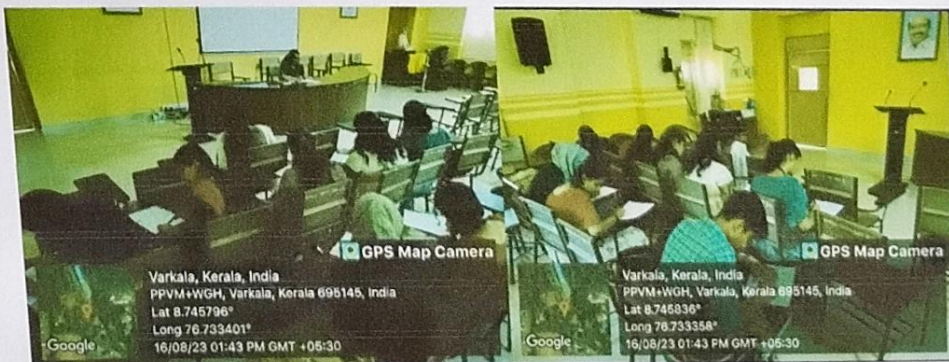 GPS Map Camera
Varkala, Kerala, India
PPVM+WGH, Varkala, Kerala 695145, India
Lat 8.745796°
Long 76.733401°
16/08/23 01:43 PM GMT +05:30
Google
GPS Map Camera
Varkala, Kerala, India
PPVM+WGH, Varkala, Kerala 695145, India
Lat 8.745836°
Long 76.733358°
16/08/23 01:43 PM GMT +05:30
Google